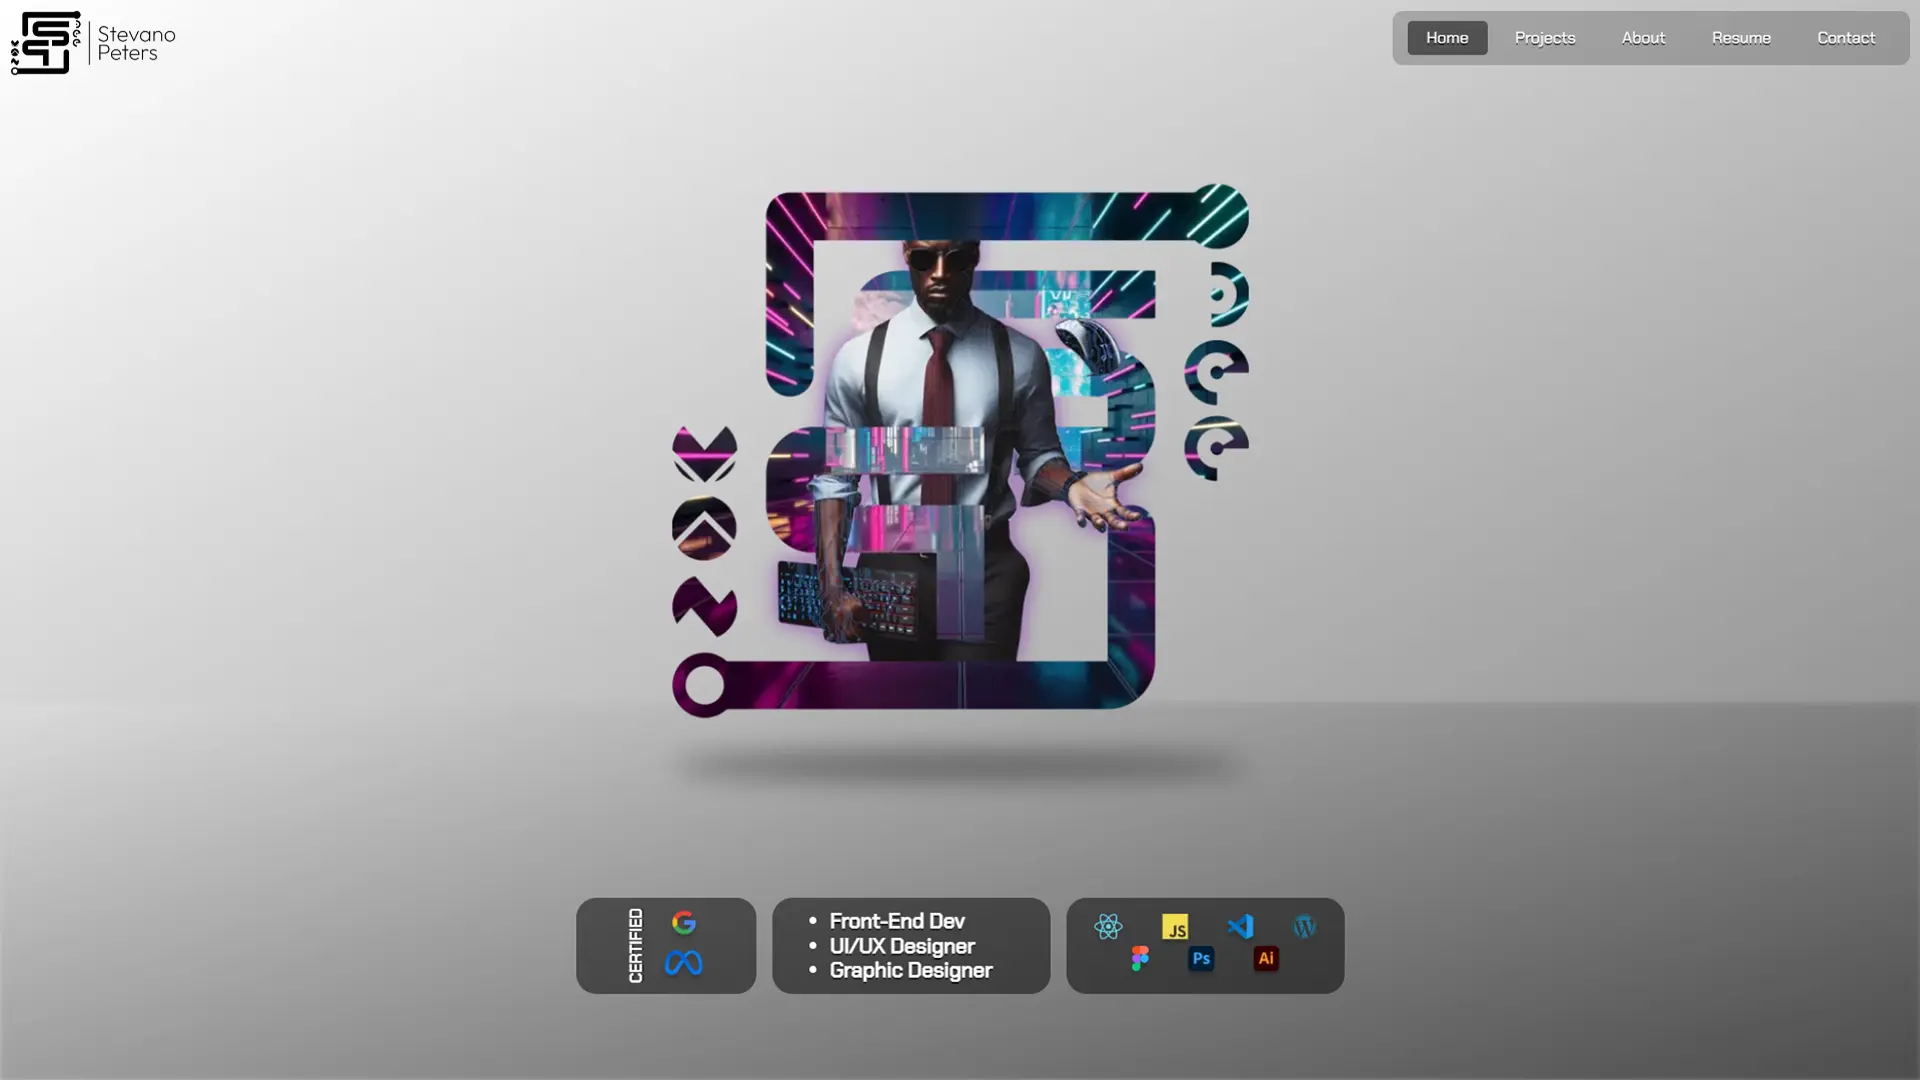 Stevano
Peters
Home
Projects
About
Resume
Contact
CERTIFIED
Front-End Dev
UI/UX Designer
Graphic Designer
JS
Ps
Ai